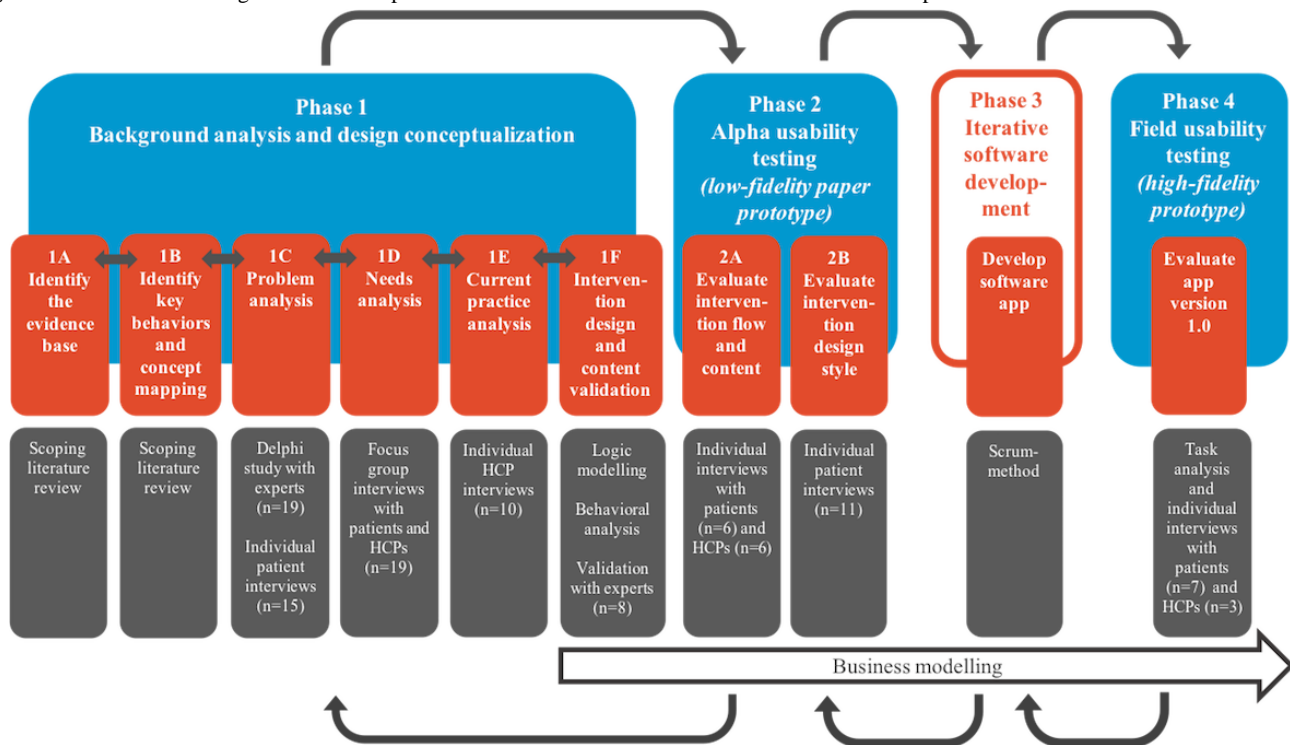 Phase 1
Background analysis and design conceptualization
Phase 2
Alpha usability
testing
(low-fidelity paper
prototype)
Phase 3
Iterative
software
develop-
ment
Phase 4
Field usability
testing
(high-fidelity
prototype)
1A
Identify
the
evidence
base
1B
Identify
key
behaviors
and
concept
mapping
1C
Problem
analysis
1D
Needs
analysis
1E
Current
practice
analysis
1F
Interven-
tion
design
and
content
validation
2A
Evaluate
interven-
tion flow
and
content
2B
Evaluate
interven-
tion
design
style
Develop
software
app
Evaluate
app
version
1.0
Scoping
literature
review
Scoping
literature
review
Delphi
study with
experts
(n=19)
Individual
patient
interviews
(n=15)
Focus
group
interviews
with
patients and
HCPs
(n=19)
Individual
HCP
interviews
(n=10)
Logic
modelling
Behavioral
analysis
Validation
with experts
(n=8)
Individual
interviews
with
patients
(n=6) and
HCPs (n=6)
Individual
patient
interviews
(n=11)
Scrum-
method
Task
analysis
and
individual
interviews
with
patients
(n=7) and
HCPs (n=3)
Business modelling